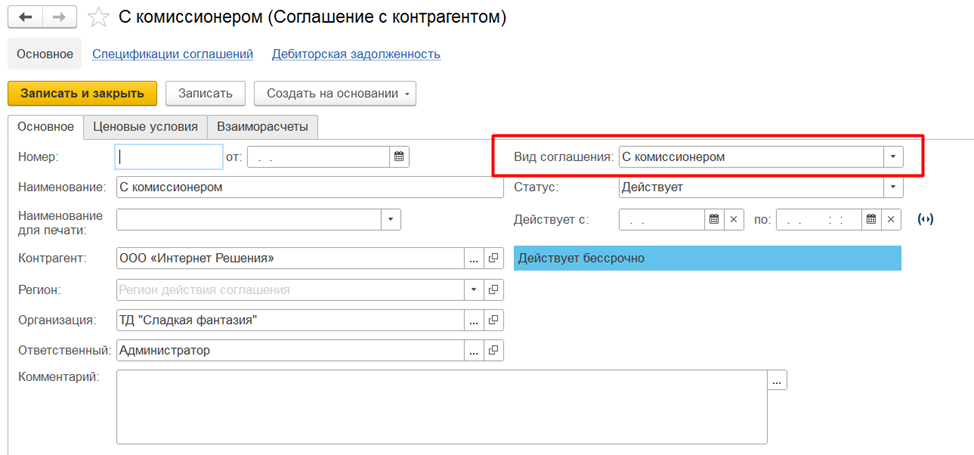 С комиссионером (Соглашение с контрагентом)
Основное Спецификации соглашений Дебиторская задолженность
Записать и закрыть Записать Создать на основании
Основное Ценовые условия Взаиморасчеты
Номер: от: . . Вид соглашения: С комиссионером
Наименование: С комиссионером Статус: Действует
Наименование для печати: Действует с: . . по: . . : :
Контрагент: ООО «Интернет Решения» ... Действует бессрочно
Регион: Регион действия соглашения
Организация: ТД "Сладкая фантазия" ...
Ответственный: Администратор ...
Комментарий: ...